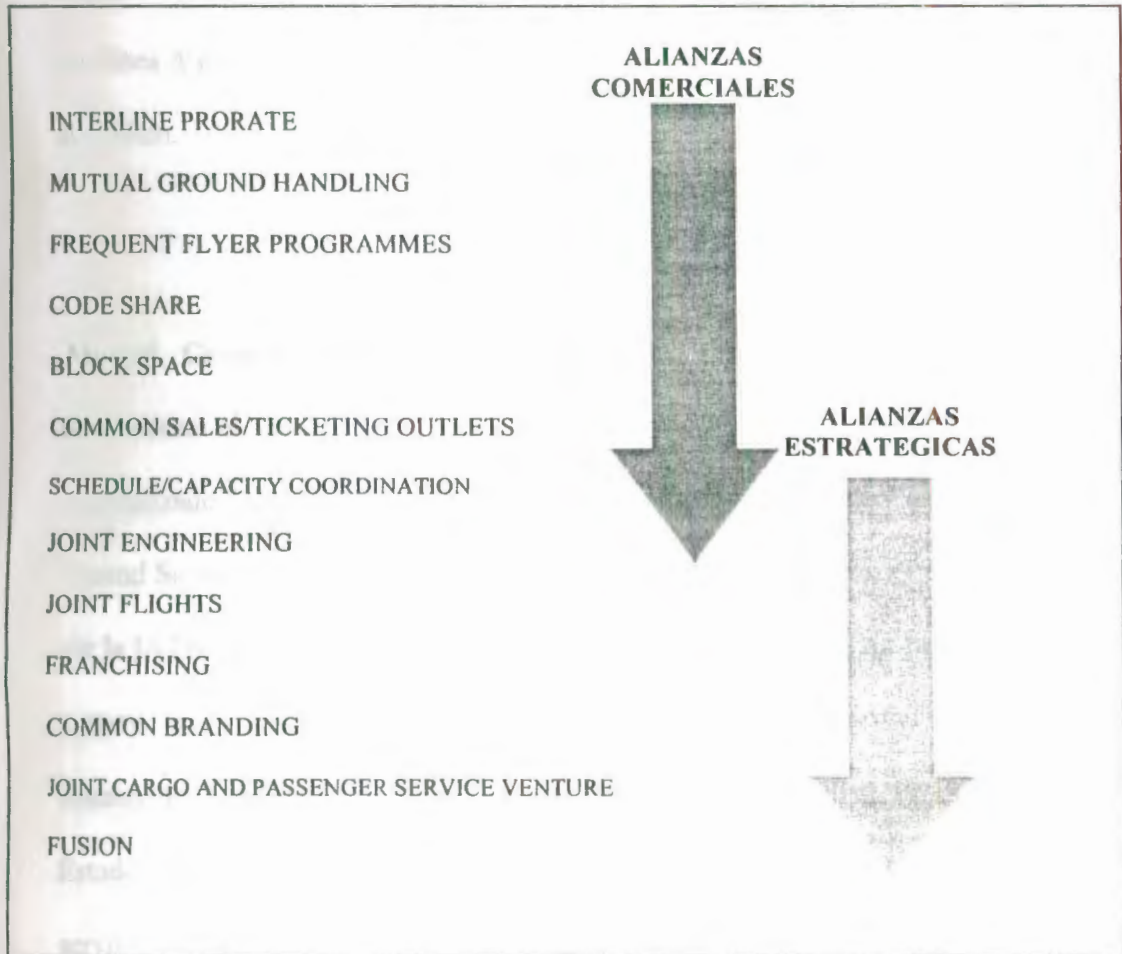 ALIANZAS
COMERCIALES
INTERLINE PRORATE
MUTUAL GROUND HANDLING
FREQUENT FLYER PROGRAMMES
CODE SHARE
BLOCK SPACE
COMMON SALES/TICKETING OUTLETS
ALIANZAS
ESTRATEGICAS
SCHEDULE/CAPACITY COORDINATION
JOINT ENGINEERING
JOINT FLIGHTS
FRANCHISING
COMMON BRANDING
JOINT CARGO AND PASSENGER SERVICE VENTURE
FUSION